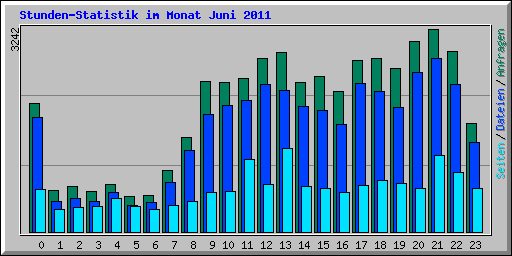 Stunden-Statistik im Monat Juni 2011
3242
Seiten / Dateien / Anfragen
0 1 2 3 4 5 6 7 8 9 10 11 12 13 14 15 16 17 18 19 20 21 22 23